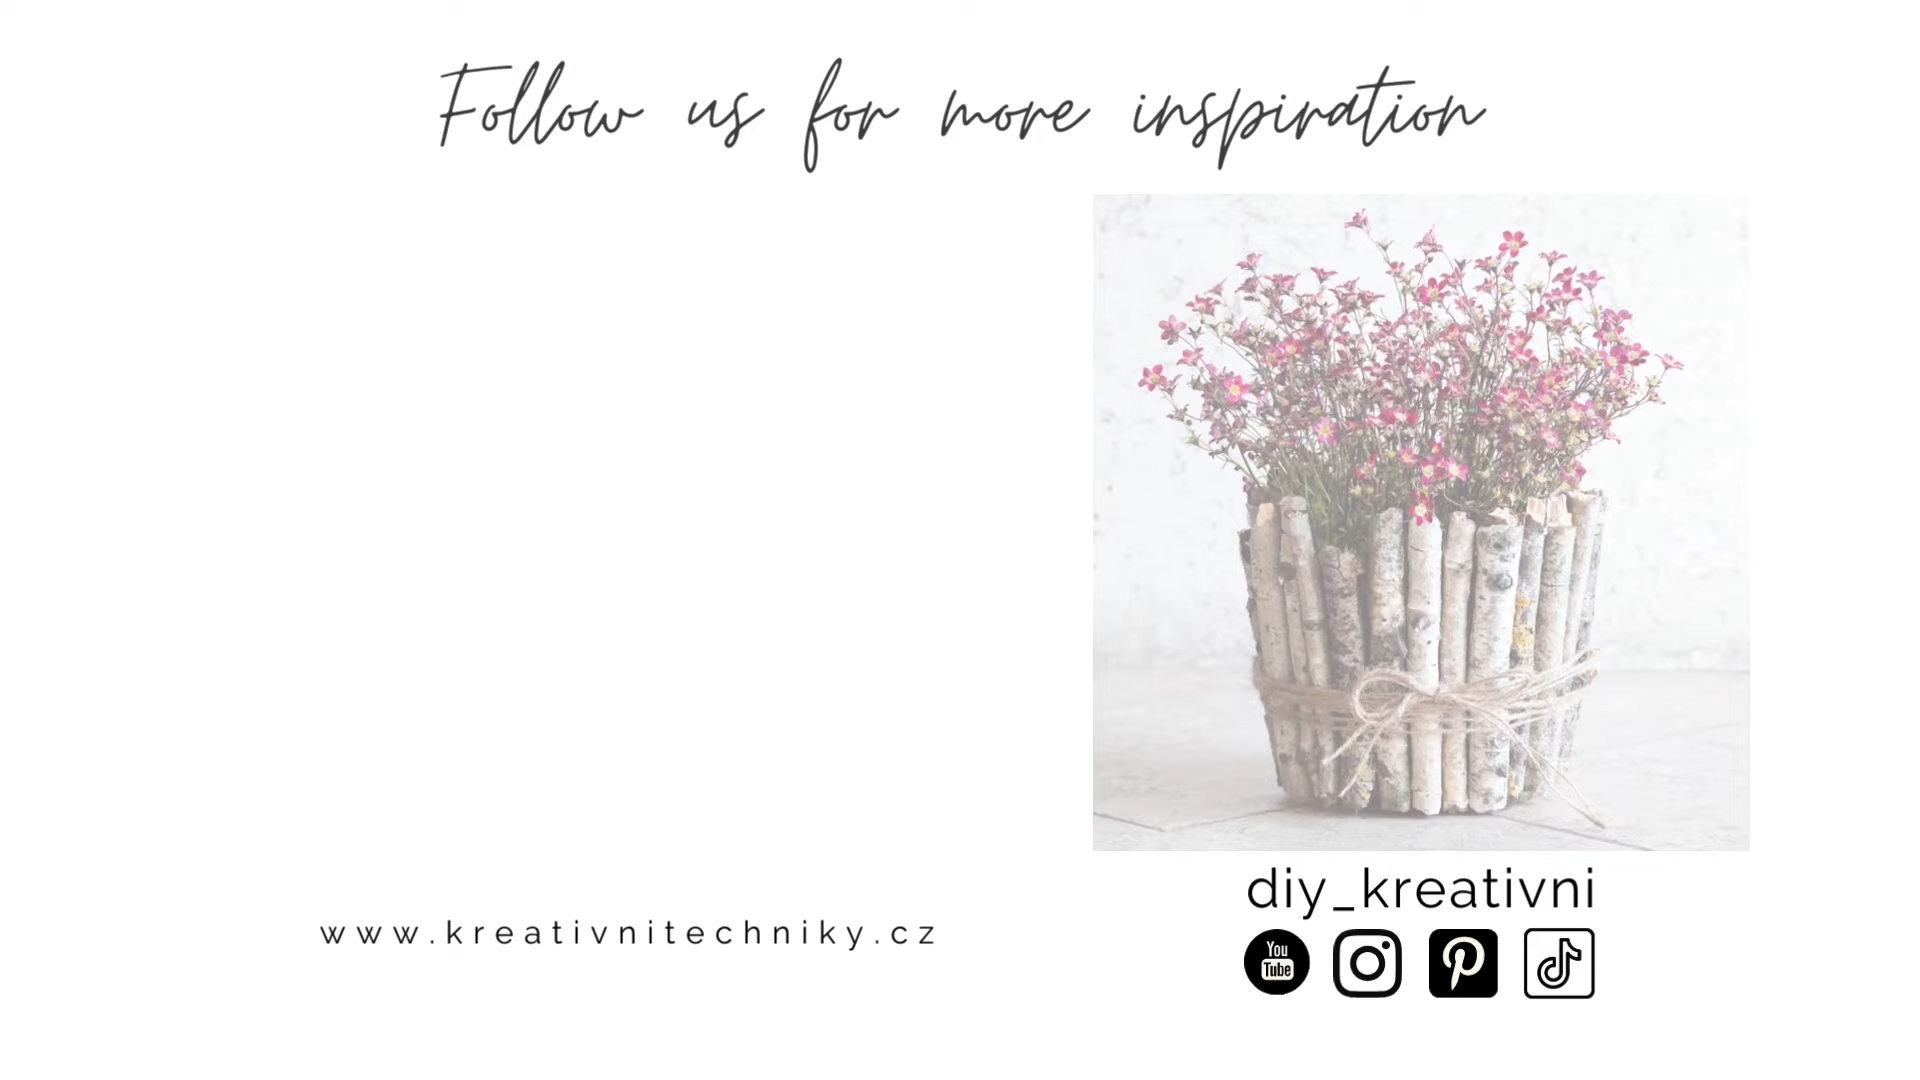 Follow us for more inspiration
www.kreativnitechniky.cz
diy_kreativni
You
Tube